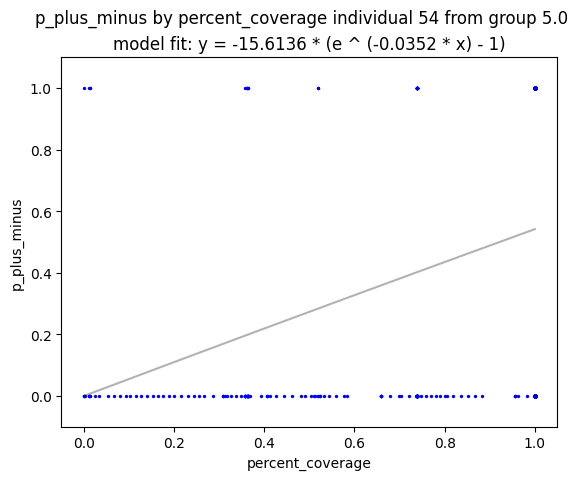 p_plus_minus by percent_coverage individual 54 from group 5.0
model fit: y = -15.6136 * (e ^ (-0.0352 * x) - 1)
1.0
0.8
0.6
0.4
0.2
0.0
p_plus_minus
0.0 0.2 0.4 0.6 0.8 1.0
percent_coverage